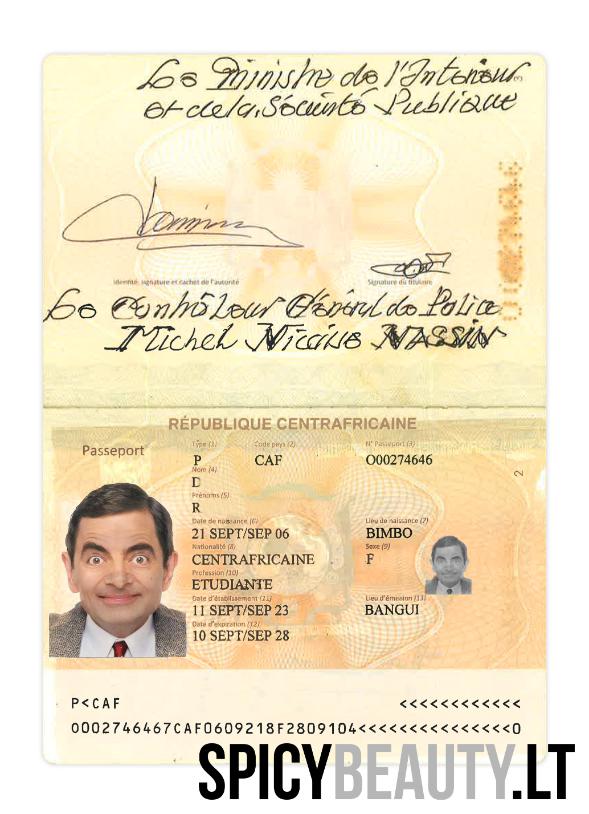 Le Ministre de l'Interieur
et de la Sécurité Publique
Identité, signature et cachet de l'autorité
Signature du titulaire
Le Contrôleur Général de Police
Michel Nicaise NASSIN
RÉPUBLIQUE CENTRAFRICAINE
Passeport
Type (1) Code pays (2) N° Passeport (3)
P CAF O00274646
Nom (4)
D
Prénoms (5)
R
Date de naissance (6) Lieu de naissance (7)
21 SEPT/SEP 06 BIMBO
Nationalité (8) Sexe (9)
CENTRAFRICAINE F
Profession (10)
ETUDIANTE
Date d'établissement (11) Lieu d'émission (13)
11 SEPT/SEP 23 BANGUI
Date d'expiration (12)
10 SEPT/SEP 28
2
P<CAF <<<<<<<<<<<<
O002746467CAF0609218F2809104<<<<<<<<<<<<<<<0
SPICYBEAUTY.LT